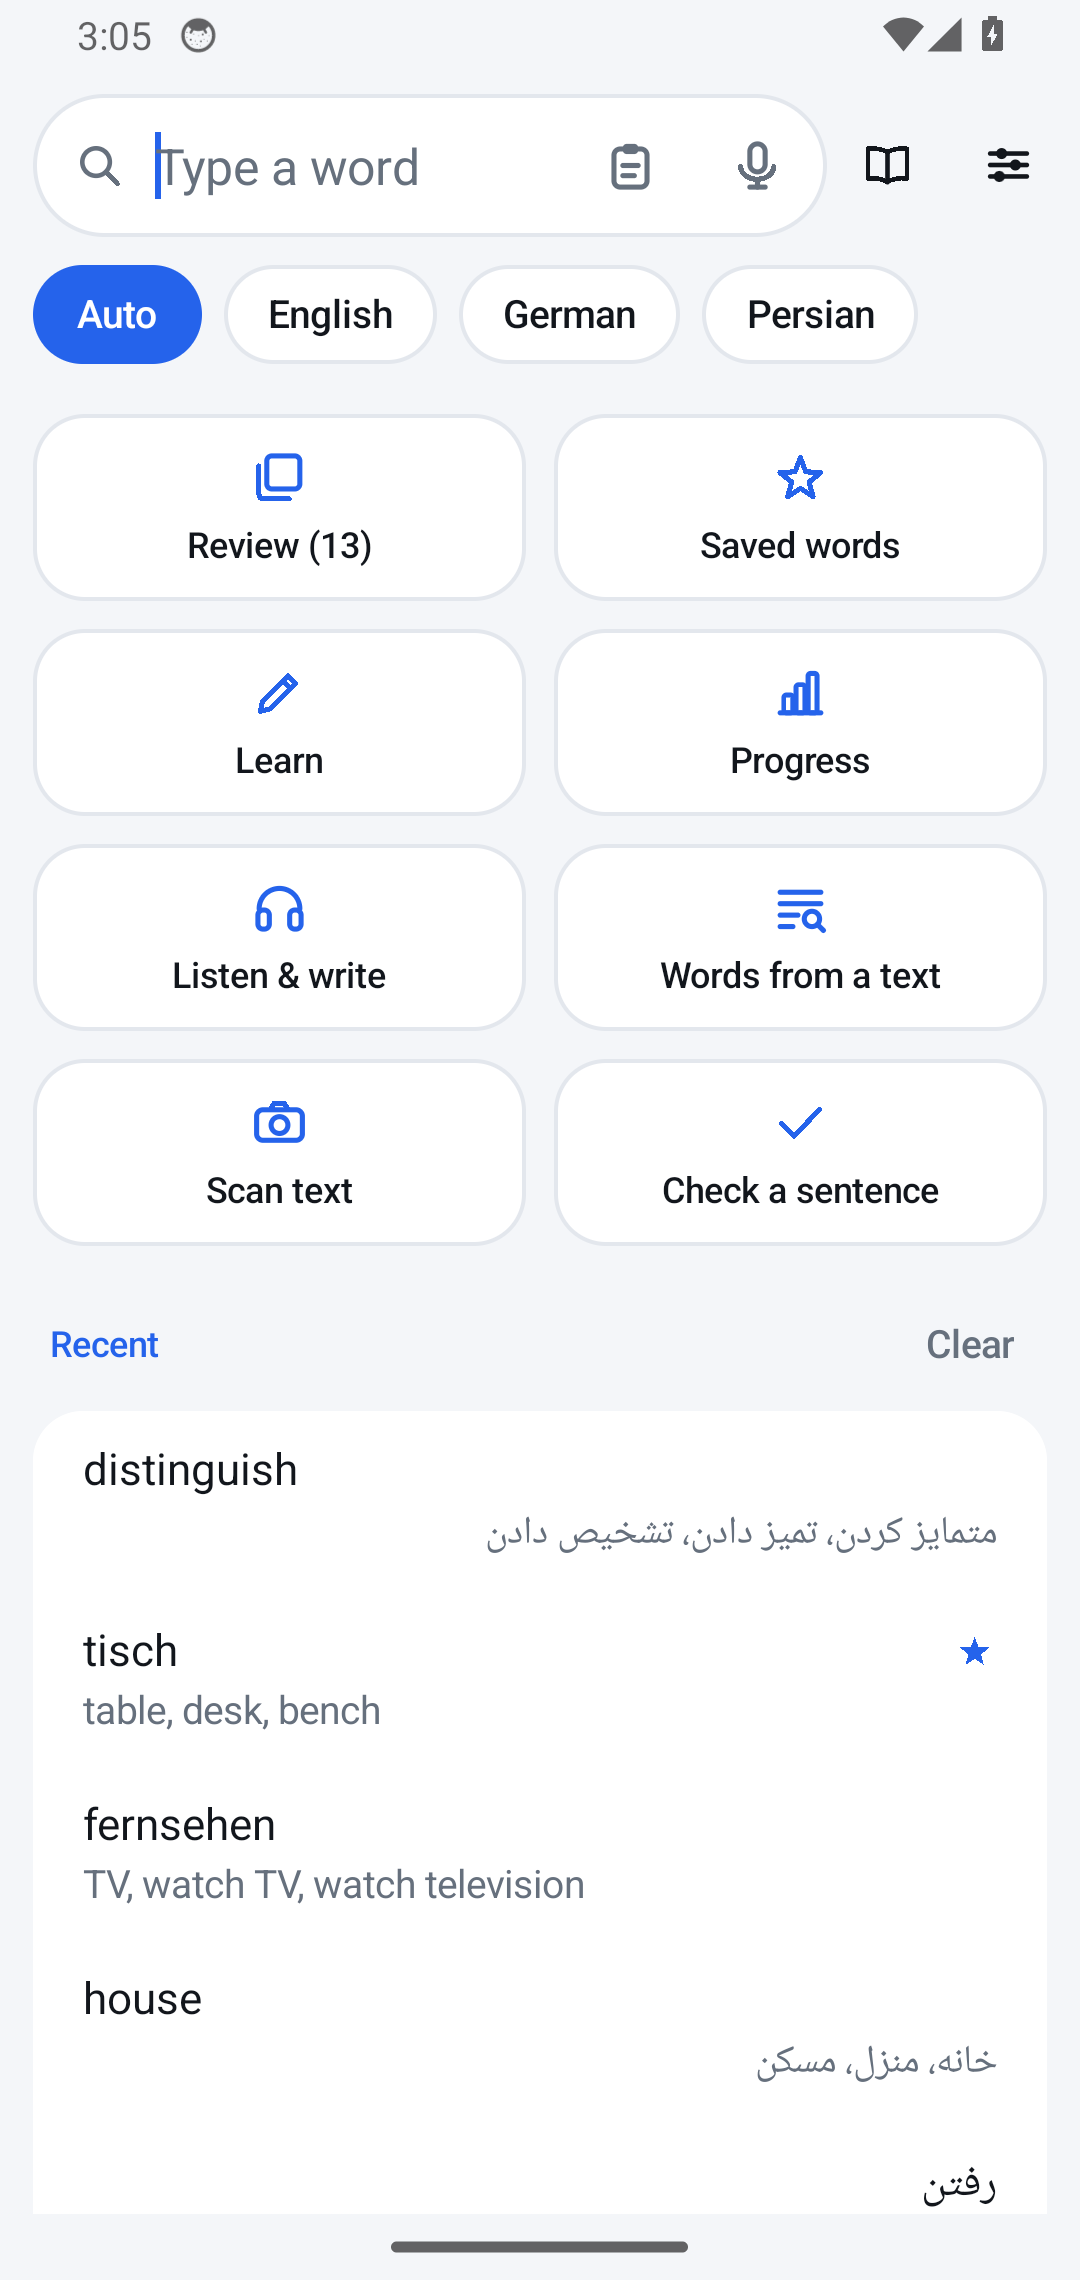 3:05
Type a word
Auto
English
German
Persian
Review (13)
Saved words
Learn
Progress
Listen & write
Words from a text
Scan text
Check a sentence
Recent
Clear
distinguish
متمایز کردن، تمیز دادن، تشخیص دادن
tisch
table, desk, bench
fernsehen
TV, watch TV, watch television
house
خانه، منزل، مسکن
رفتن